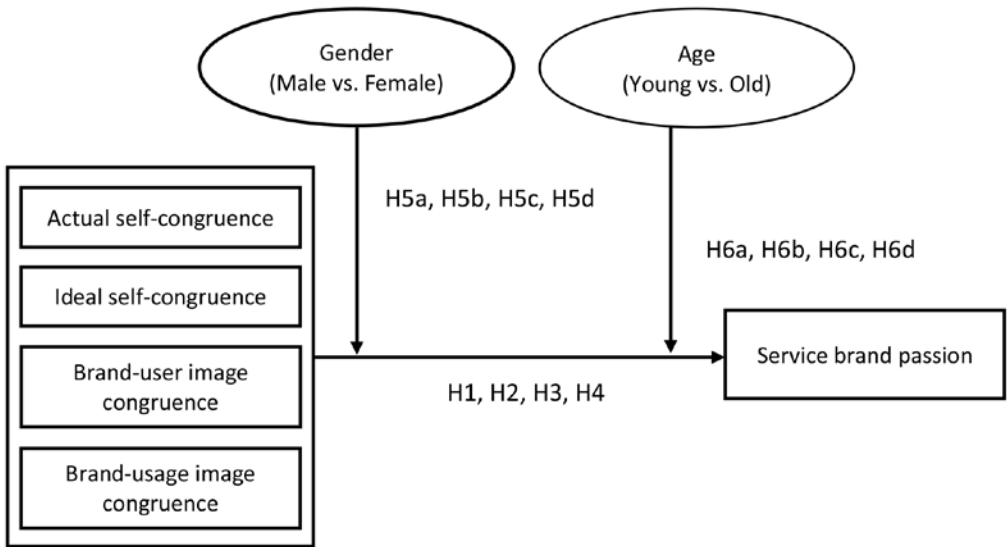 Gender
(Male vs. Female)
Age
(Young vs. Old)
H5a, H5b, H5c, H5d
H6a, H6b, H6c, H6d
Actual self-congruence
Ideal self-congruence
Brand-user image
congruence
Brand-usage image
congruence
H1, H2, H3, H4
Service brand passion